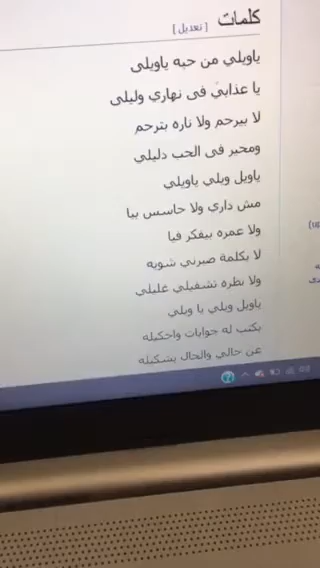 كلمات [تعديل]
ياويلي من حبه ياويلى
يا عذابي فى نهاري وليلى
لا بيرحم ولا ناره بترحم
ومحير فى الحب دليلي
ياويل ويلي ياويلي
مش داري ولا حاسس بيا
ولا عمره بيفكر فيا
لا بكلمة صبرني شويه
ولا نظره تشفيلي غليلي
ياويل ويلي يا ويلي
بكتب له جوابات واحكيله
عن حالي والحال يشكيله